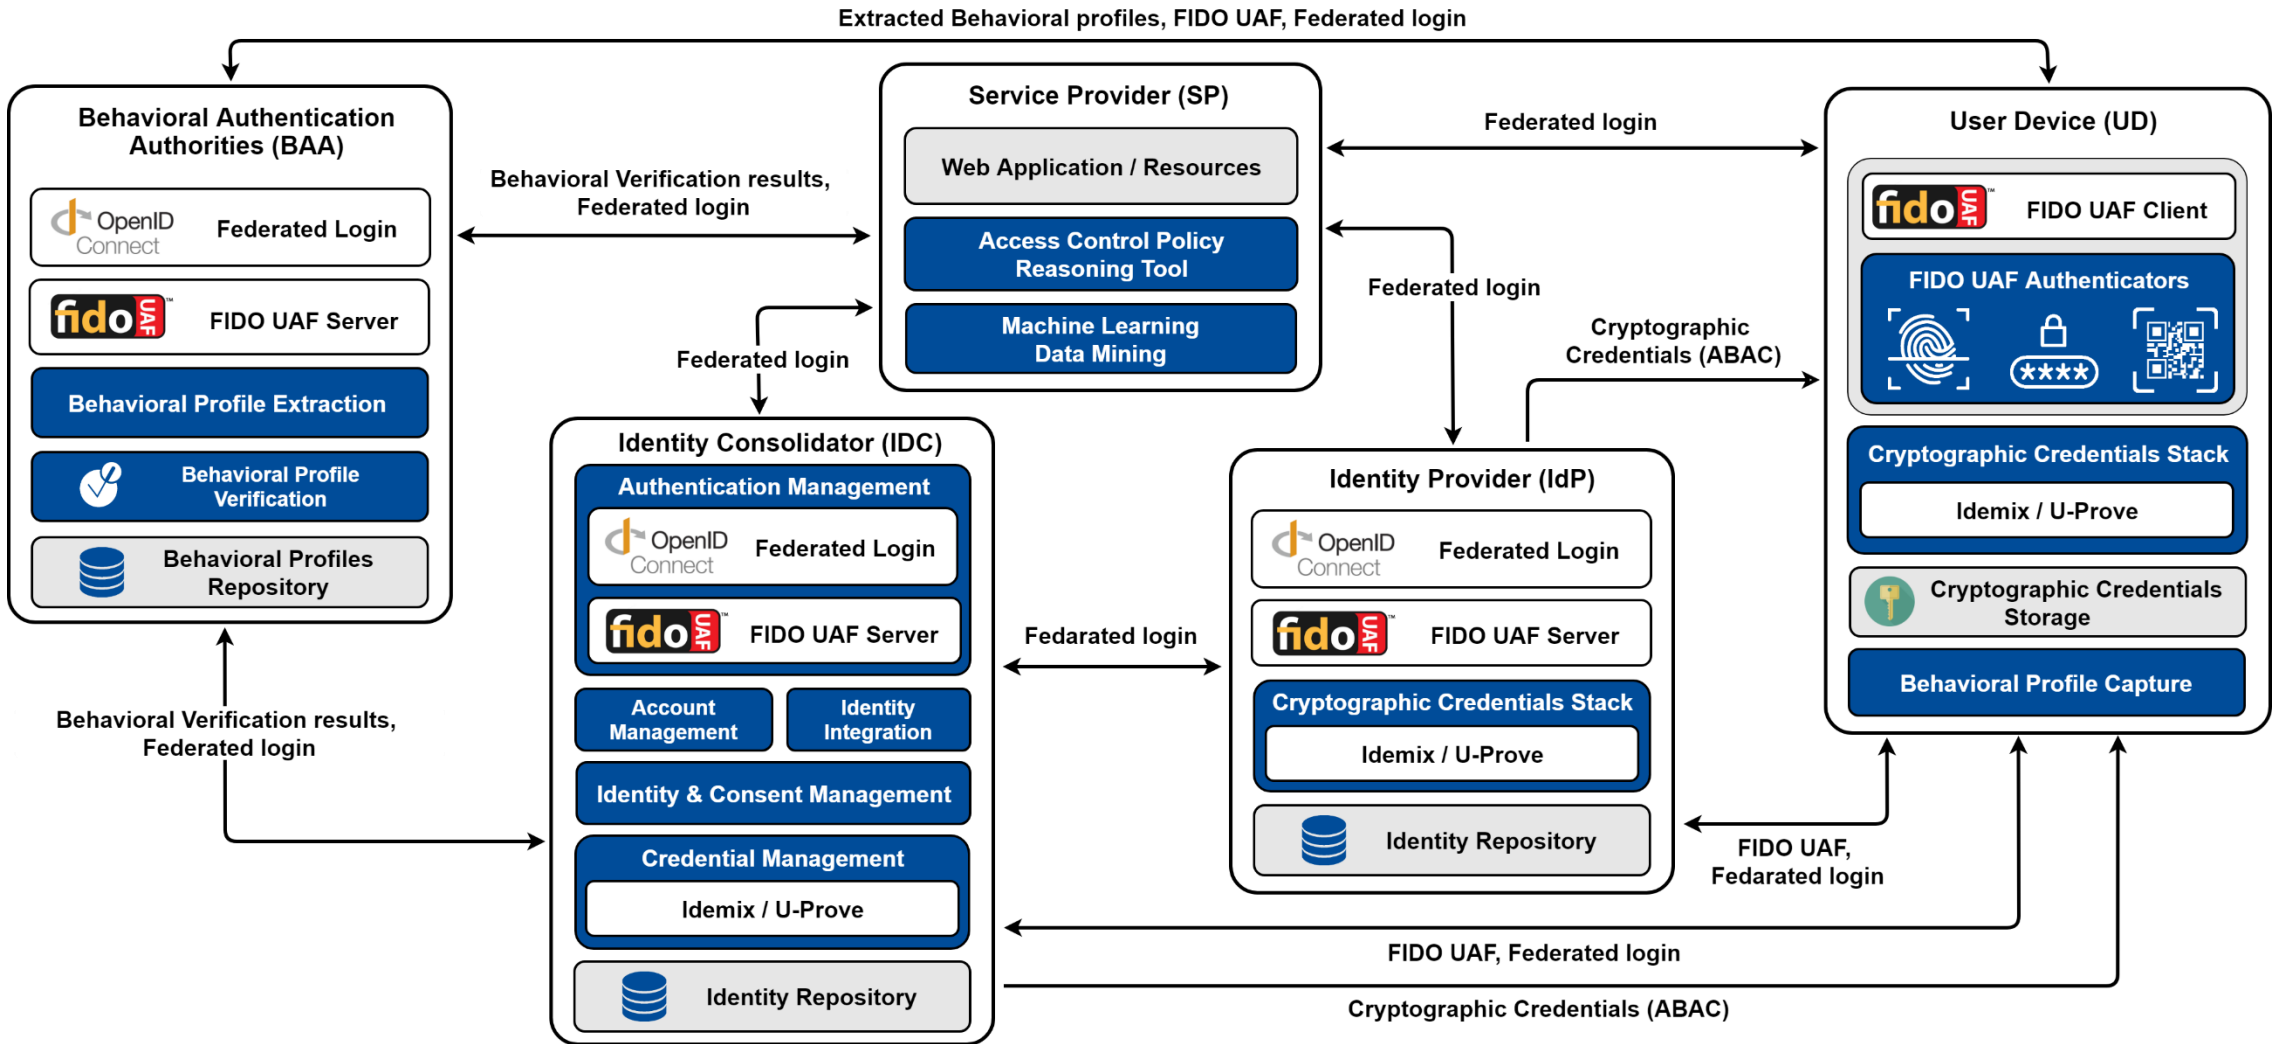 Extracted Behavioral profiles, FIDO UAF, Federated login
Behavioral Authentication
Authorities (BAA)
OpenID
Connect
Federated Login
fido
UAF
™
FIDO UAF Server
Behavioral Profile Extraction
Behavioral Profile
Verification
Behavioral Profiles
Repository
Behavioral Verification results,
Federated login
Service Provider (SP)
Web Application / Resources
Access Control Policy
Reasoning Tool
Machine Learning
Data Mining
Federated login
Federated login
Federated login
Cryptographic
Credentials (ABAC)
User Device (UD)
fido
UAF
™
FIDO UAF Client
FIDO UAF Authenticators
****
Cryptographic Credentials Stack
Idemix / U-Prove
Cryptographic Credentials
Storage
Behavioral Profile Capture
Identity Consolidator (IDC)
Authentication Management
OpenID
Connect
Federated Login
fido
UAF
™
FIDO UAF Server
Account
Management
Identity
Integration
Identity & Consent Management
Credential Management
Idemix / U-Prove
Identity Repository
Fedarated login
Identity Provider (IdP)
OpenID
Connect
Federated Login
fido
UAF
™
FIDO UAF Server
Cryptographic Credentials Stack
Idemix / U-Prove
Identity Repository
Behavioral Verification results,
Federated login
FIDO UAF,
Fedarated login
FIDO UAF, Federated login
Cryptographic Credentials (ABAC)